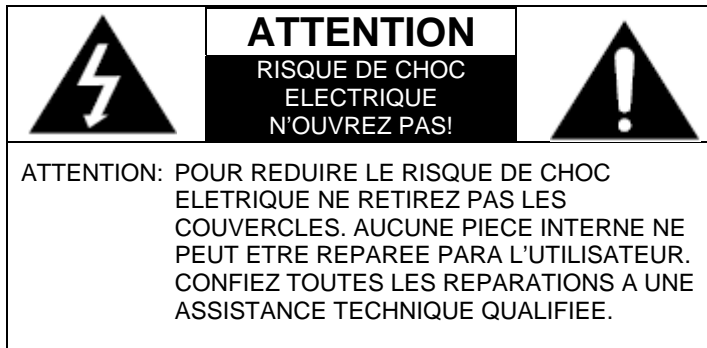 ATTENTION
RISQUE DE CHOC
ELECTRIQUE
N'OUVREZ PAS!
ATTENTION: POUR REDUIRE LE RISQUE DE CHOC
ELETRIQUE NE RETIREZ PAS LES
COUVERCLES. AUCUNE PIECE INTERNE NE
PEUT ETRE REPAREE PARA L'UTILISATEUR.
CONFIEZ TOUTES LES REPARATIONS A UNE
ASSISTANCE TECHNIQUE QUALIFIEE.